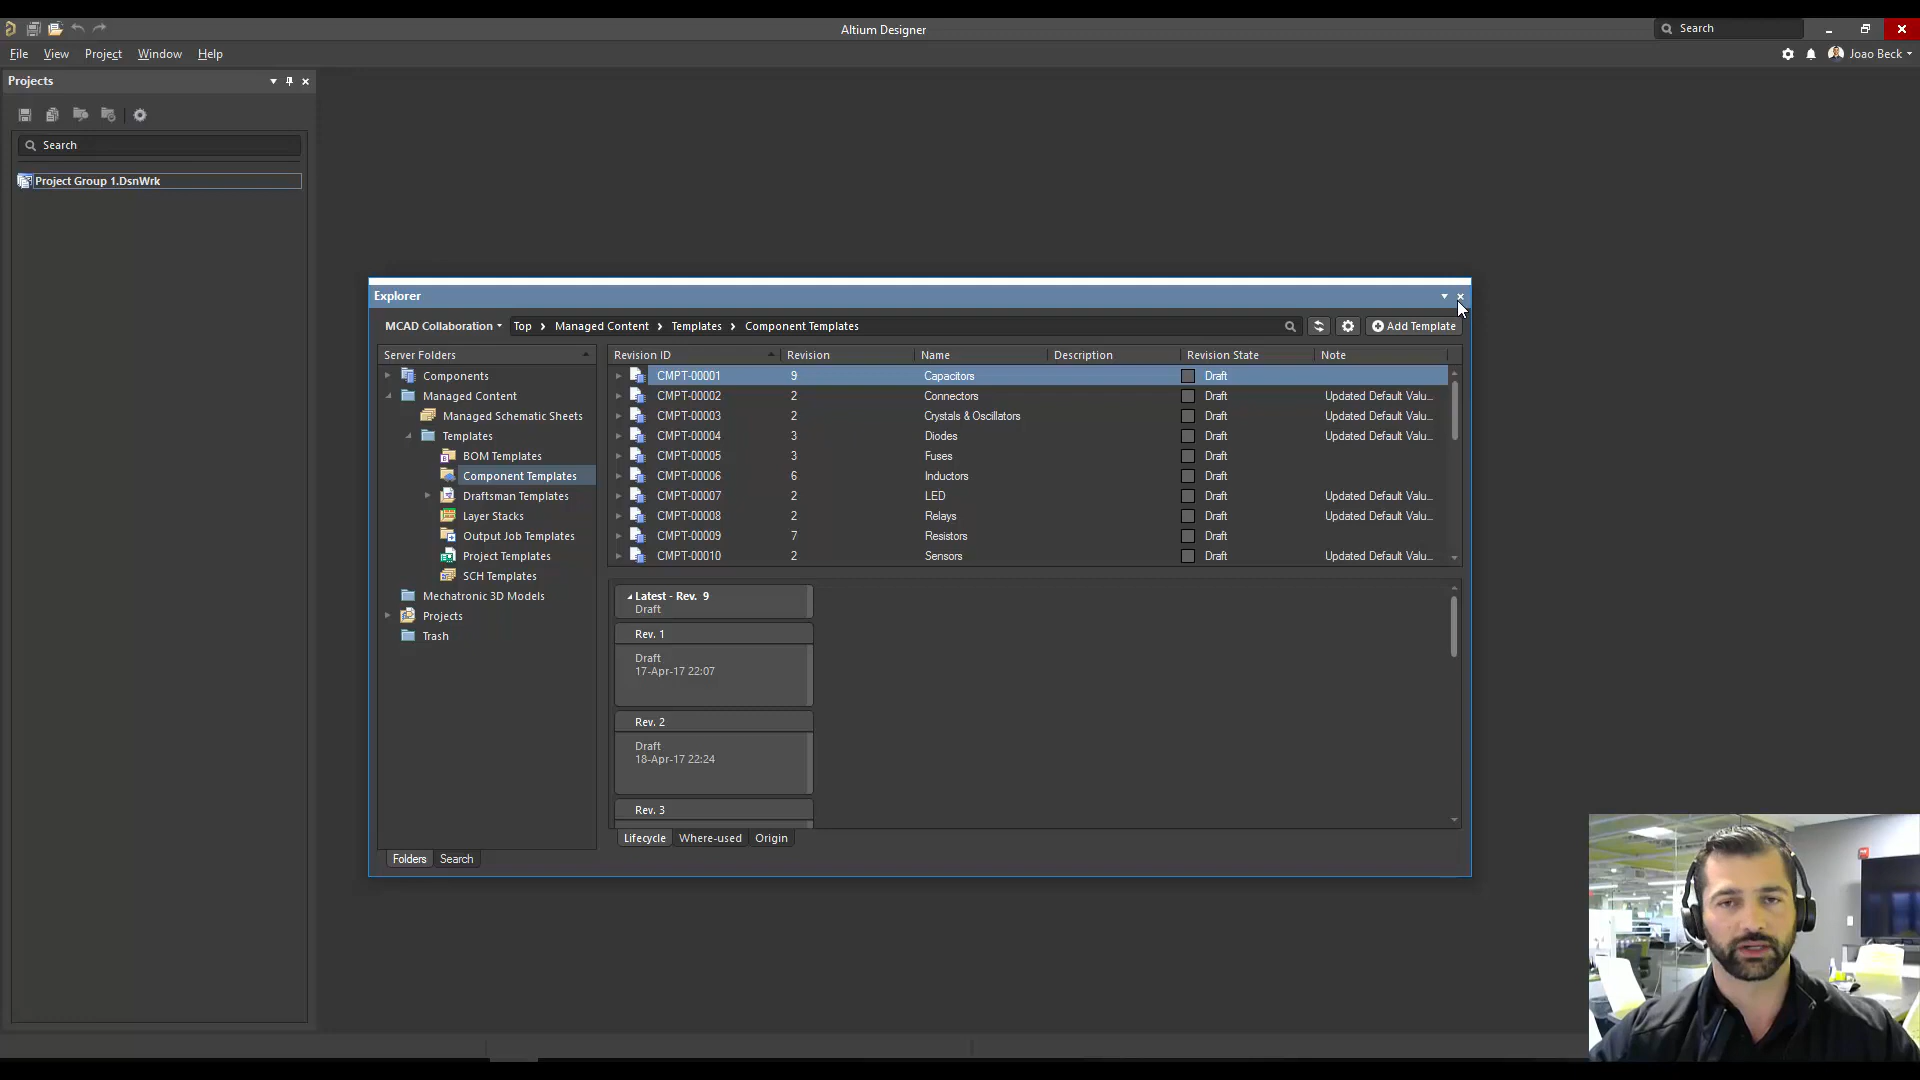 Altium Designer
Search
File View Project Window Help
Joao Beck
Projects
Search
Project Group 1.DsnWrk
Explorer
MCAD Collaboration Top Managed Content Templates Component Templates Add Template
Server Folders
Components
Managed Content
Managed Schematic Sheets
Templates
BOM Templates
Component Templates
Draftsman Templates
Layer Stacks
Output Job Templates
Project Templates
SCH Templates
Mechatronic 3D Models
Projects
Trash
Folders Search
Revision ID Revision Name Description Revision State Note
CMPT-00001 9 Capacitors Draft
CMPT-00002 2 Connectors Draft Updated Default Valu...
CMPT-00003 2 Crystals & Oscillators Draft Updated Default Valu...
CMPT-00004 3 Diodes Draft Updated Default Valu...
CMPT-00005 3 Fuses Draft
CMPT-00006 6 Inductors Draft
CMPT-00007 2 LED Draft Updated Default Valu...
CMPT-00008 2 Relays Draft Updated Default Valu...
CMPT-00009 7 Resistors Draft
CMPT-00010 2 Sensors Draft Updated Default Valu...
Latest - Rev. 9
Draft
Rev. 1
Draft
17-Apr-17 22:07
Rev. 2
Draft
18-Apr-17 22:24
Rev. 3
Lifecycle Where-used Origin